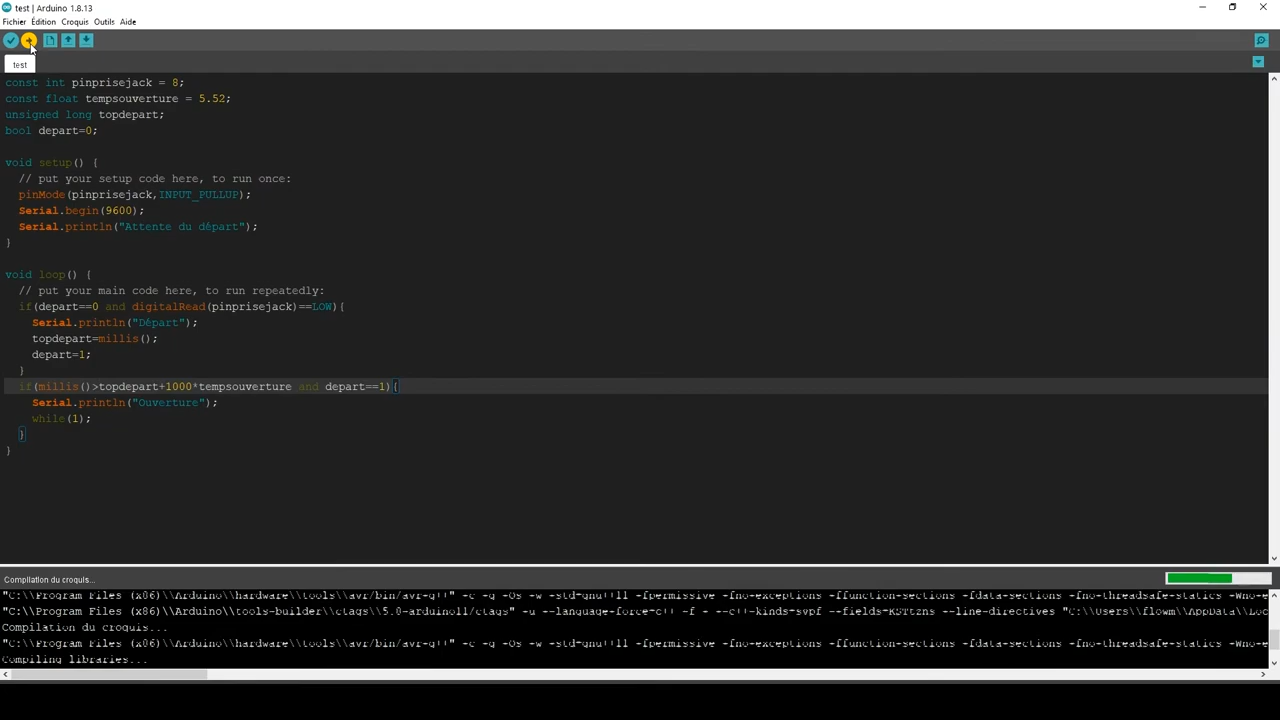 test | Arduino 1.8.13
Fichier Édition Croquis Outils Aide
test
const int pinprisejack = 8;
const float tempsouverture = 5.52;
unsigned long topdepart;
bool depart=0;
void setup() {
// put your setup code here, to run once:
pinMode(pinprisejack,INPUT_PULLUP);
Serial.begin(9600);
Serial.println("Attente du départ");
}
void loop() {
// put your main code here, to run repeatedly:
if(depart==0 and digitalRead(pinprisejack)==LOW){
Serial.println("Départ");
topdepart=millis();
depart=1;
}
if(millis()>topdepart+1000*tempsouverture and depart==1){
Serial.println("Ouverture");
while(1);
}
}
Compilation du croquis...
"C:\\Program Files (x86)\\Arduino\\hardware\\tools\\avr/bin/avr-g++" -c -g -Os -w -std=gnu++11 -fpermissive -fno-exceptions -ffunction-sections -fdata-sections -fno-threadsafe-statics -Wno-e
"C:\\Program Files (x86)\\Arduino\\tools-builder\\ctags\\5.8-arduino11/ctags" -u --language-force=c++ -f - --c++-kinds=svpf --fields=KSTtzns --line-directives "C:\\Users\\flowm\\AppData\\Loc
Compilation du croquis...
"C:\\Program Files (x86)\\Arduino\\hardware\\tools\\avr/bin/avr-g++" -c -g -Os -w -std=gnu++11 -fpermissive -fno-exceptions -ffunction-sections -fdata-sections -fno-threadsafe-statics -Wno-e
Compiling libraries...